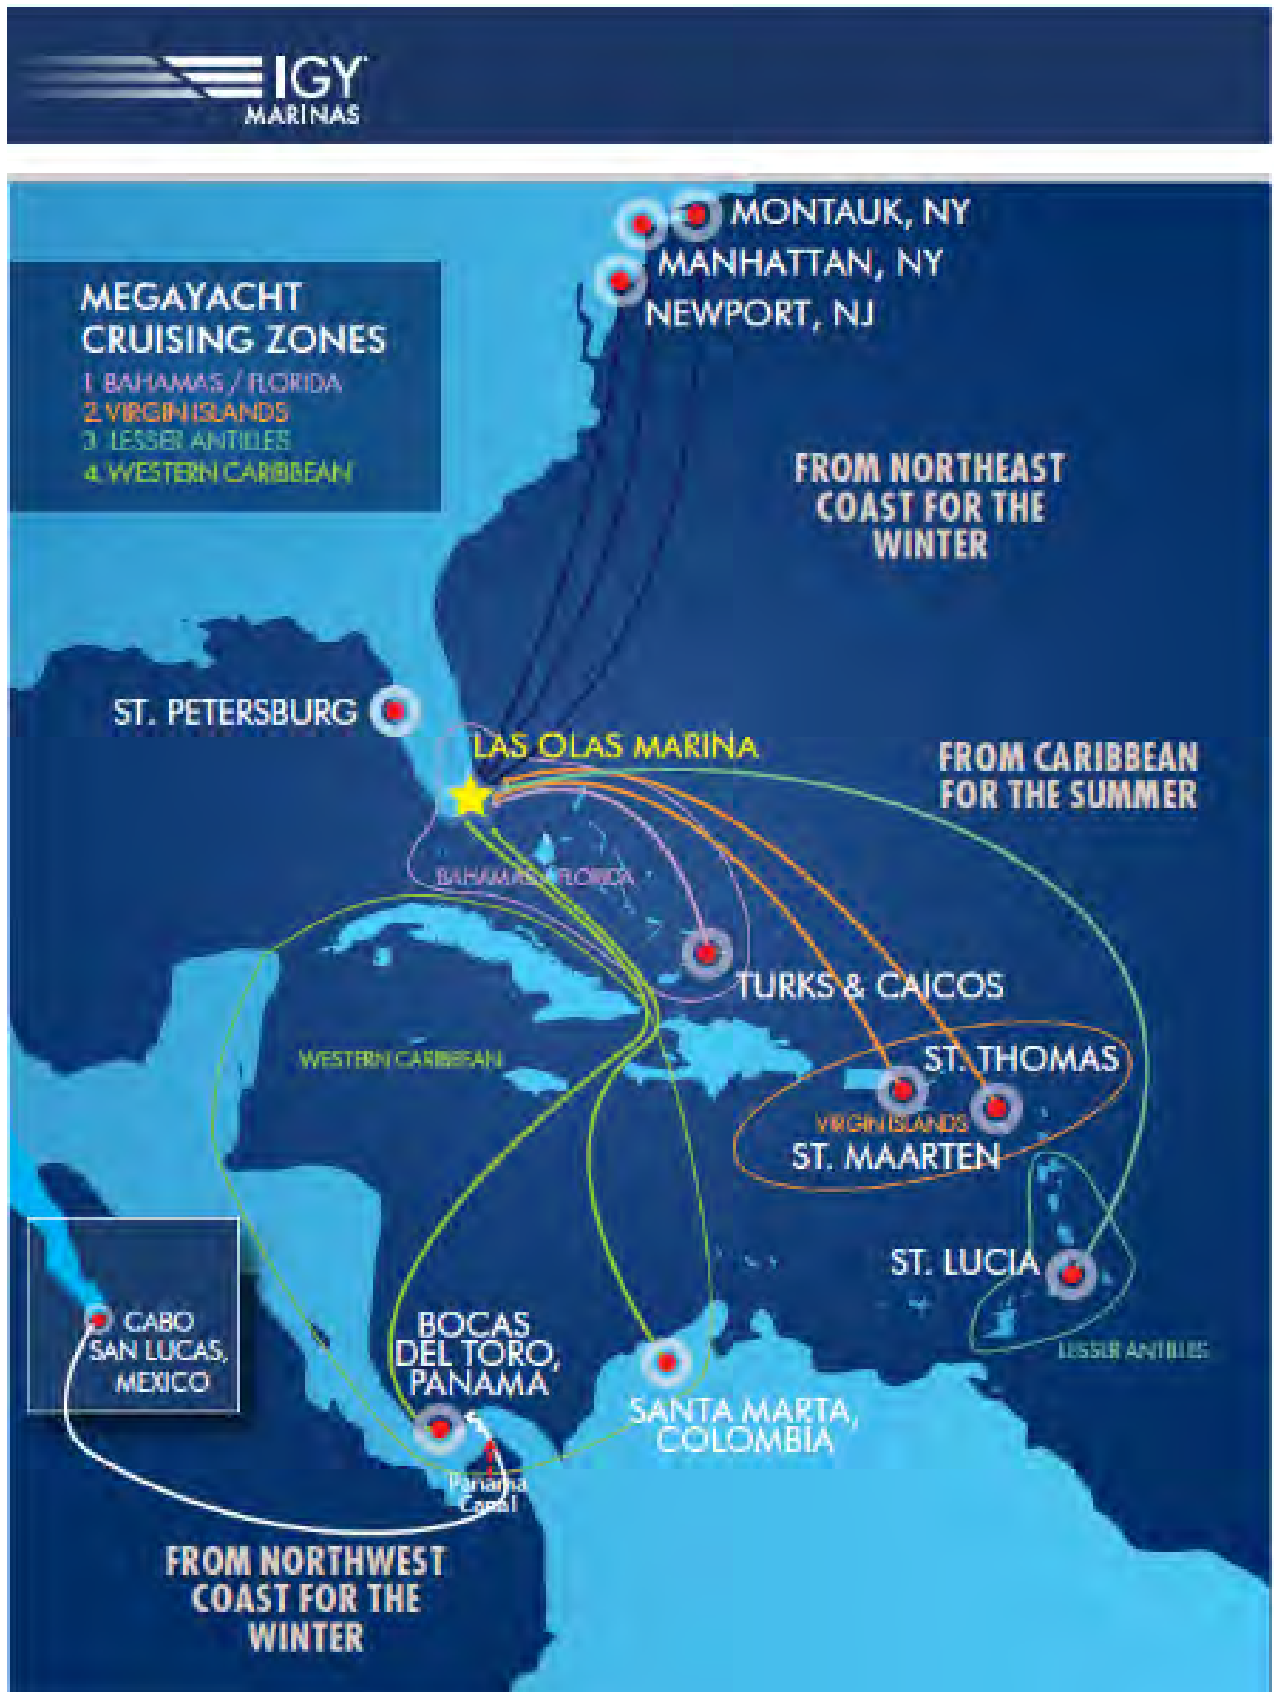 IGY
MARINAS
MONTAUK, NY
MANHATTAN, NY
NEWPORT, NJ
MEGAYACHT
CRUISING ZONES
1 BAHAMAS / FLORIDA
2 VIRGIN ISLANDS
3 LESSER ANTILLES
4. WESTERN CARIBBEAN
FROM NORTHEAST
COAST FOR THE
WINTER
ST. PETERSBURG
LAS OLAS MARINA
FROM CARIBBEAN
FOR THE SUMMER
BAHAMAS / FLORIDA
TURKS & CAICOS
WESTERN CARIBBEAN
ST. THOMAS
VIRGIN ISLANDS
ST. MAARTEN
ST. LUCIA
LESSER ANTILLES
CABO
SAN LUCAS,
MEXICO
BOCAS
DEL TORO,
PANAMA
SANTA MARTA,
COLOMBIA
Panama
Canal
FROM NORTHWEST
COAST FOR THE
WINTER